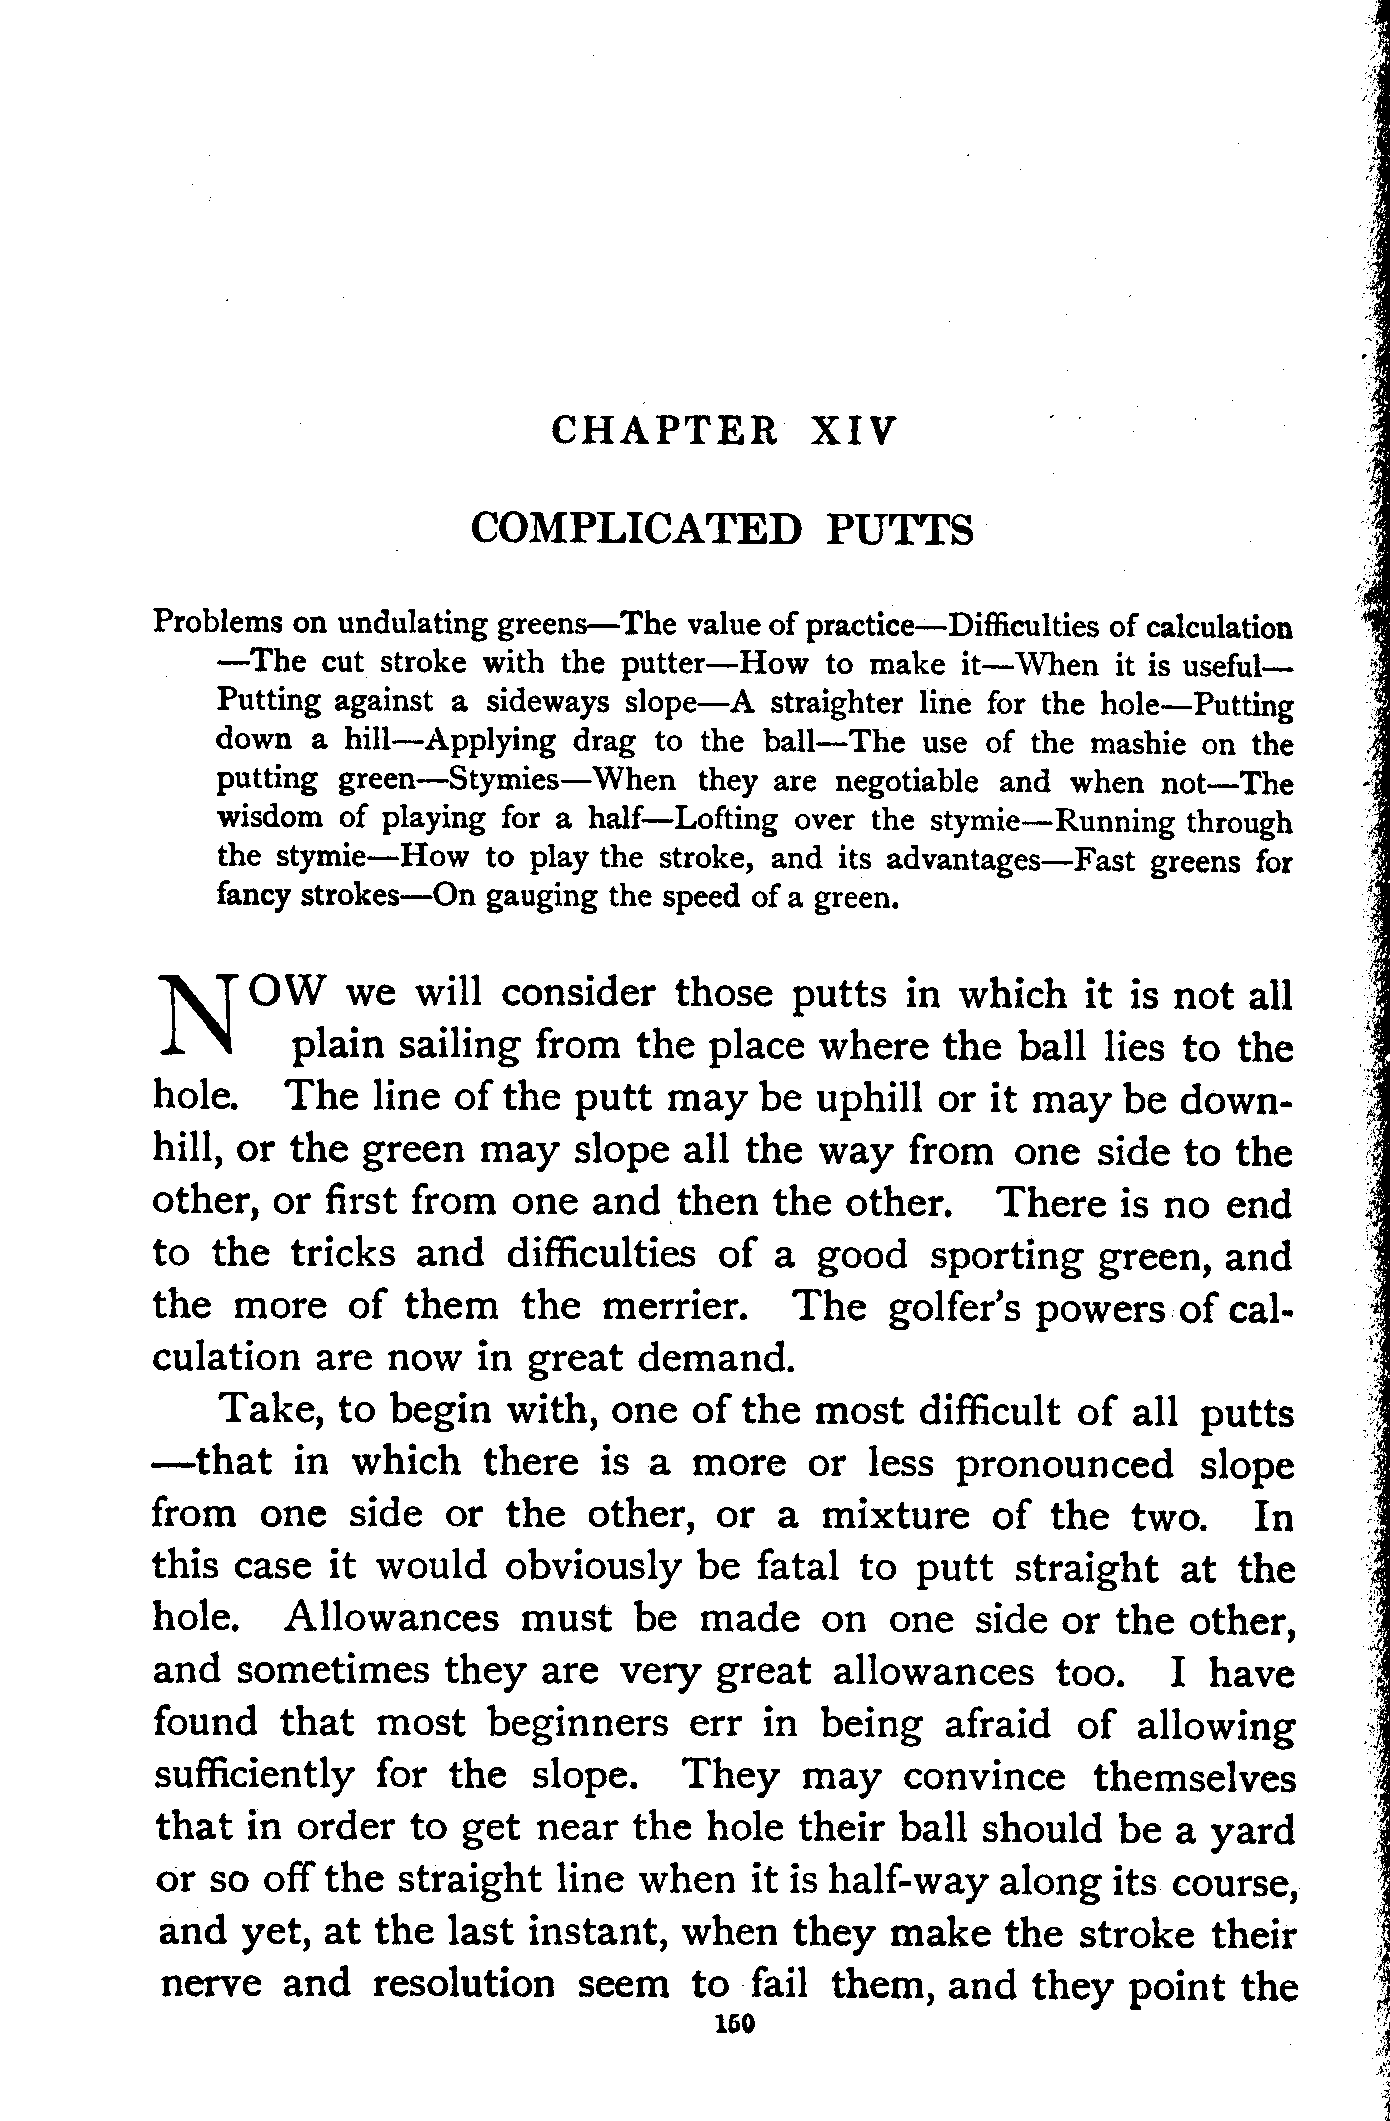 CHAPTER XIV
COMPLICATED PUTTS
Problems on undulating greens—The value of practice—Difficulties of calculation
—The cut stroke with the putter—How to make it—When it is useful—
Putting against a sideways slope—A straighter line for the hole—Putting
down a hill—Applying drag to the ball—The use of the mashie on the
putting green—Stymies—When they are negotiable and when not—The
wisdom of playing for a half—Lofting over the stymie—Running through
the stymie—How to play the stroke, and its advantages—Fast greens for
fancy strokes—On gauging the speed of a green.
NOW we will consider those putts in which it is not all
plain sailing from the place where the ball lies to the
hole. The line of the putt may be uphill or it may be down-
hill, or the green may slope all the way from one side to the
other, or first from one and then the other. There is no end
to the tricks and difficulties of a good sporting green, and
the more of them the merrier. The golfer's powers of cal-
culation are now in great demand.
Take, to begin with, one of the most difficult of all putts
—that in which there is a more or less pronounced slope
from one side or the other, or a mixture of the two. In
this case it would obviously be fatal to putt straight at the
hole. Allowances must be made on one side or the other,
and sometimes they are very great allowances too. I have
found that most beginners err in being afraid of allowing
sufficiently for the slope. They may convince themselves
that in order to get near the hole their ball should be a yard
or so off the straight line when it is half-way along its course,
and yet, at the last instant, when they make the stroke their
nerve and resolution seem to fail them, and they point the
150